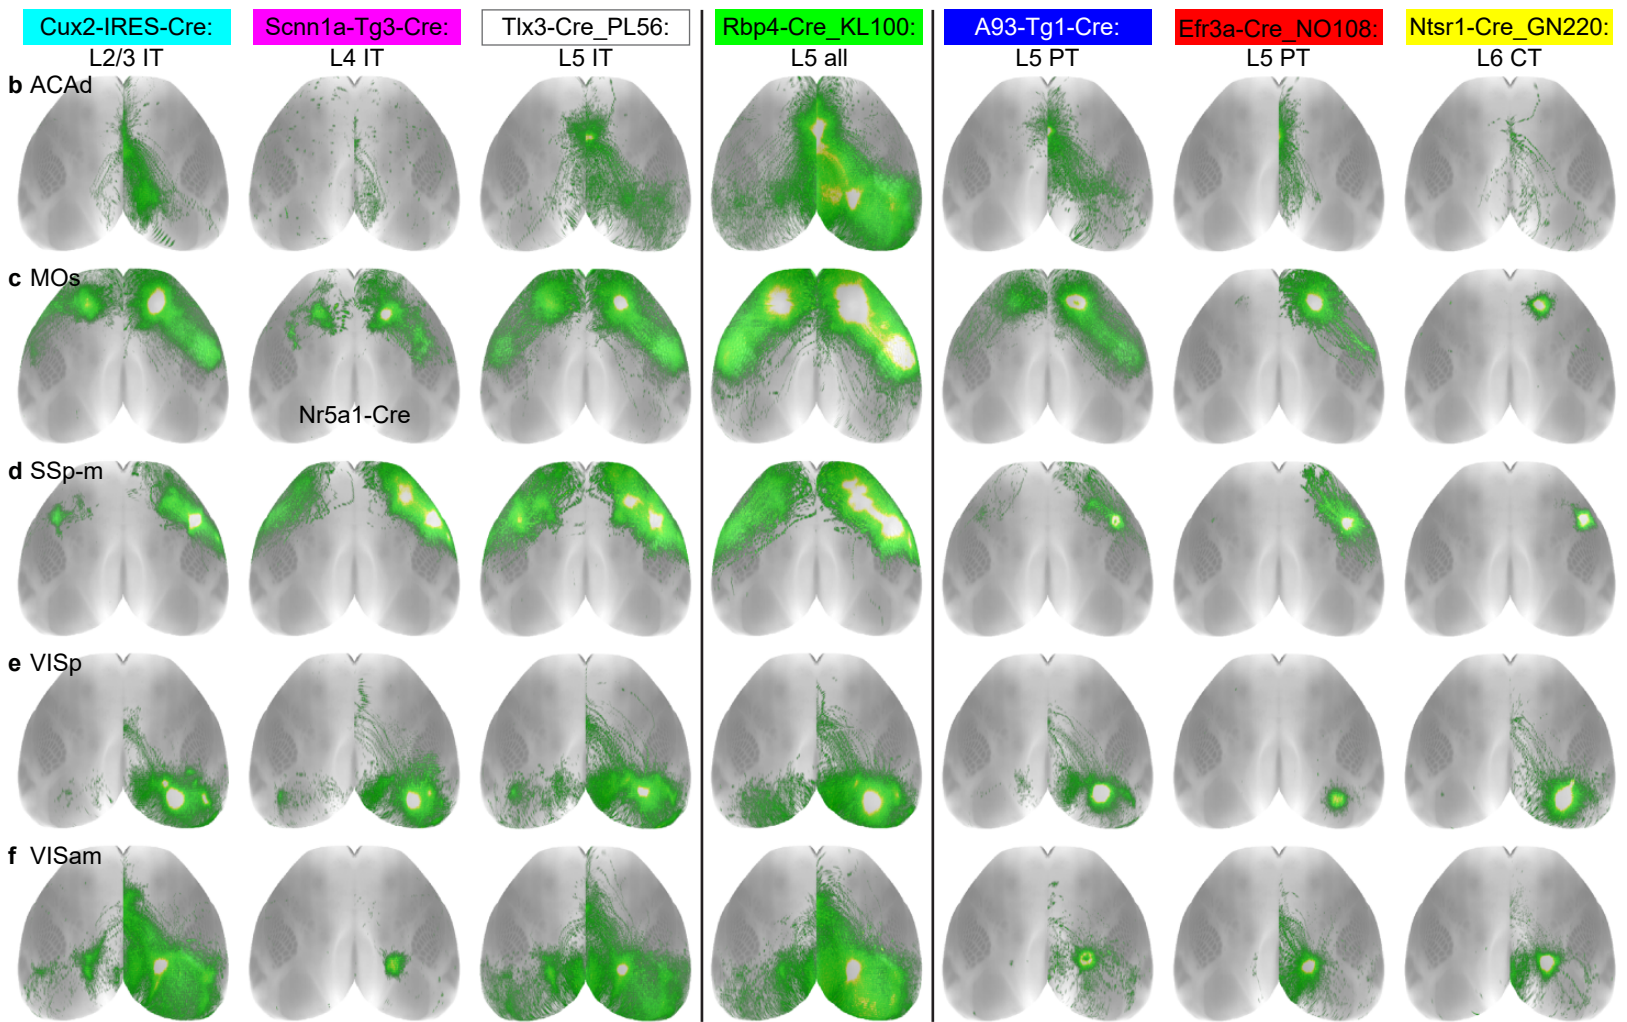 Cux2-IRES-Cre: Scnn1a-Tg3-Cre: Tlx3-Cre_PL56: Rbp4-Cre_KL100: A93-Tg1-Cre: Efr3a-Cre_NO108: Ntsr1-Cre_GN220:
L2/3 IT L4 IT L5 IT L5 all L5 PT L5 PT L6 CT
b ACAd
c MOs
Nr5a1-Cre
d SSp-m
e VISp
f VISam